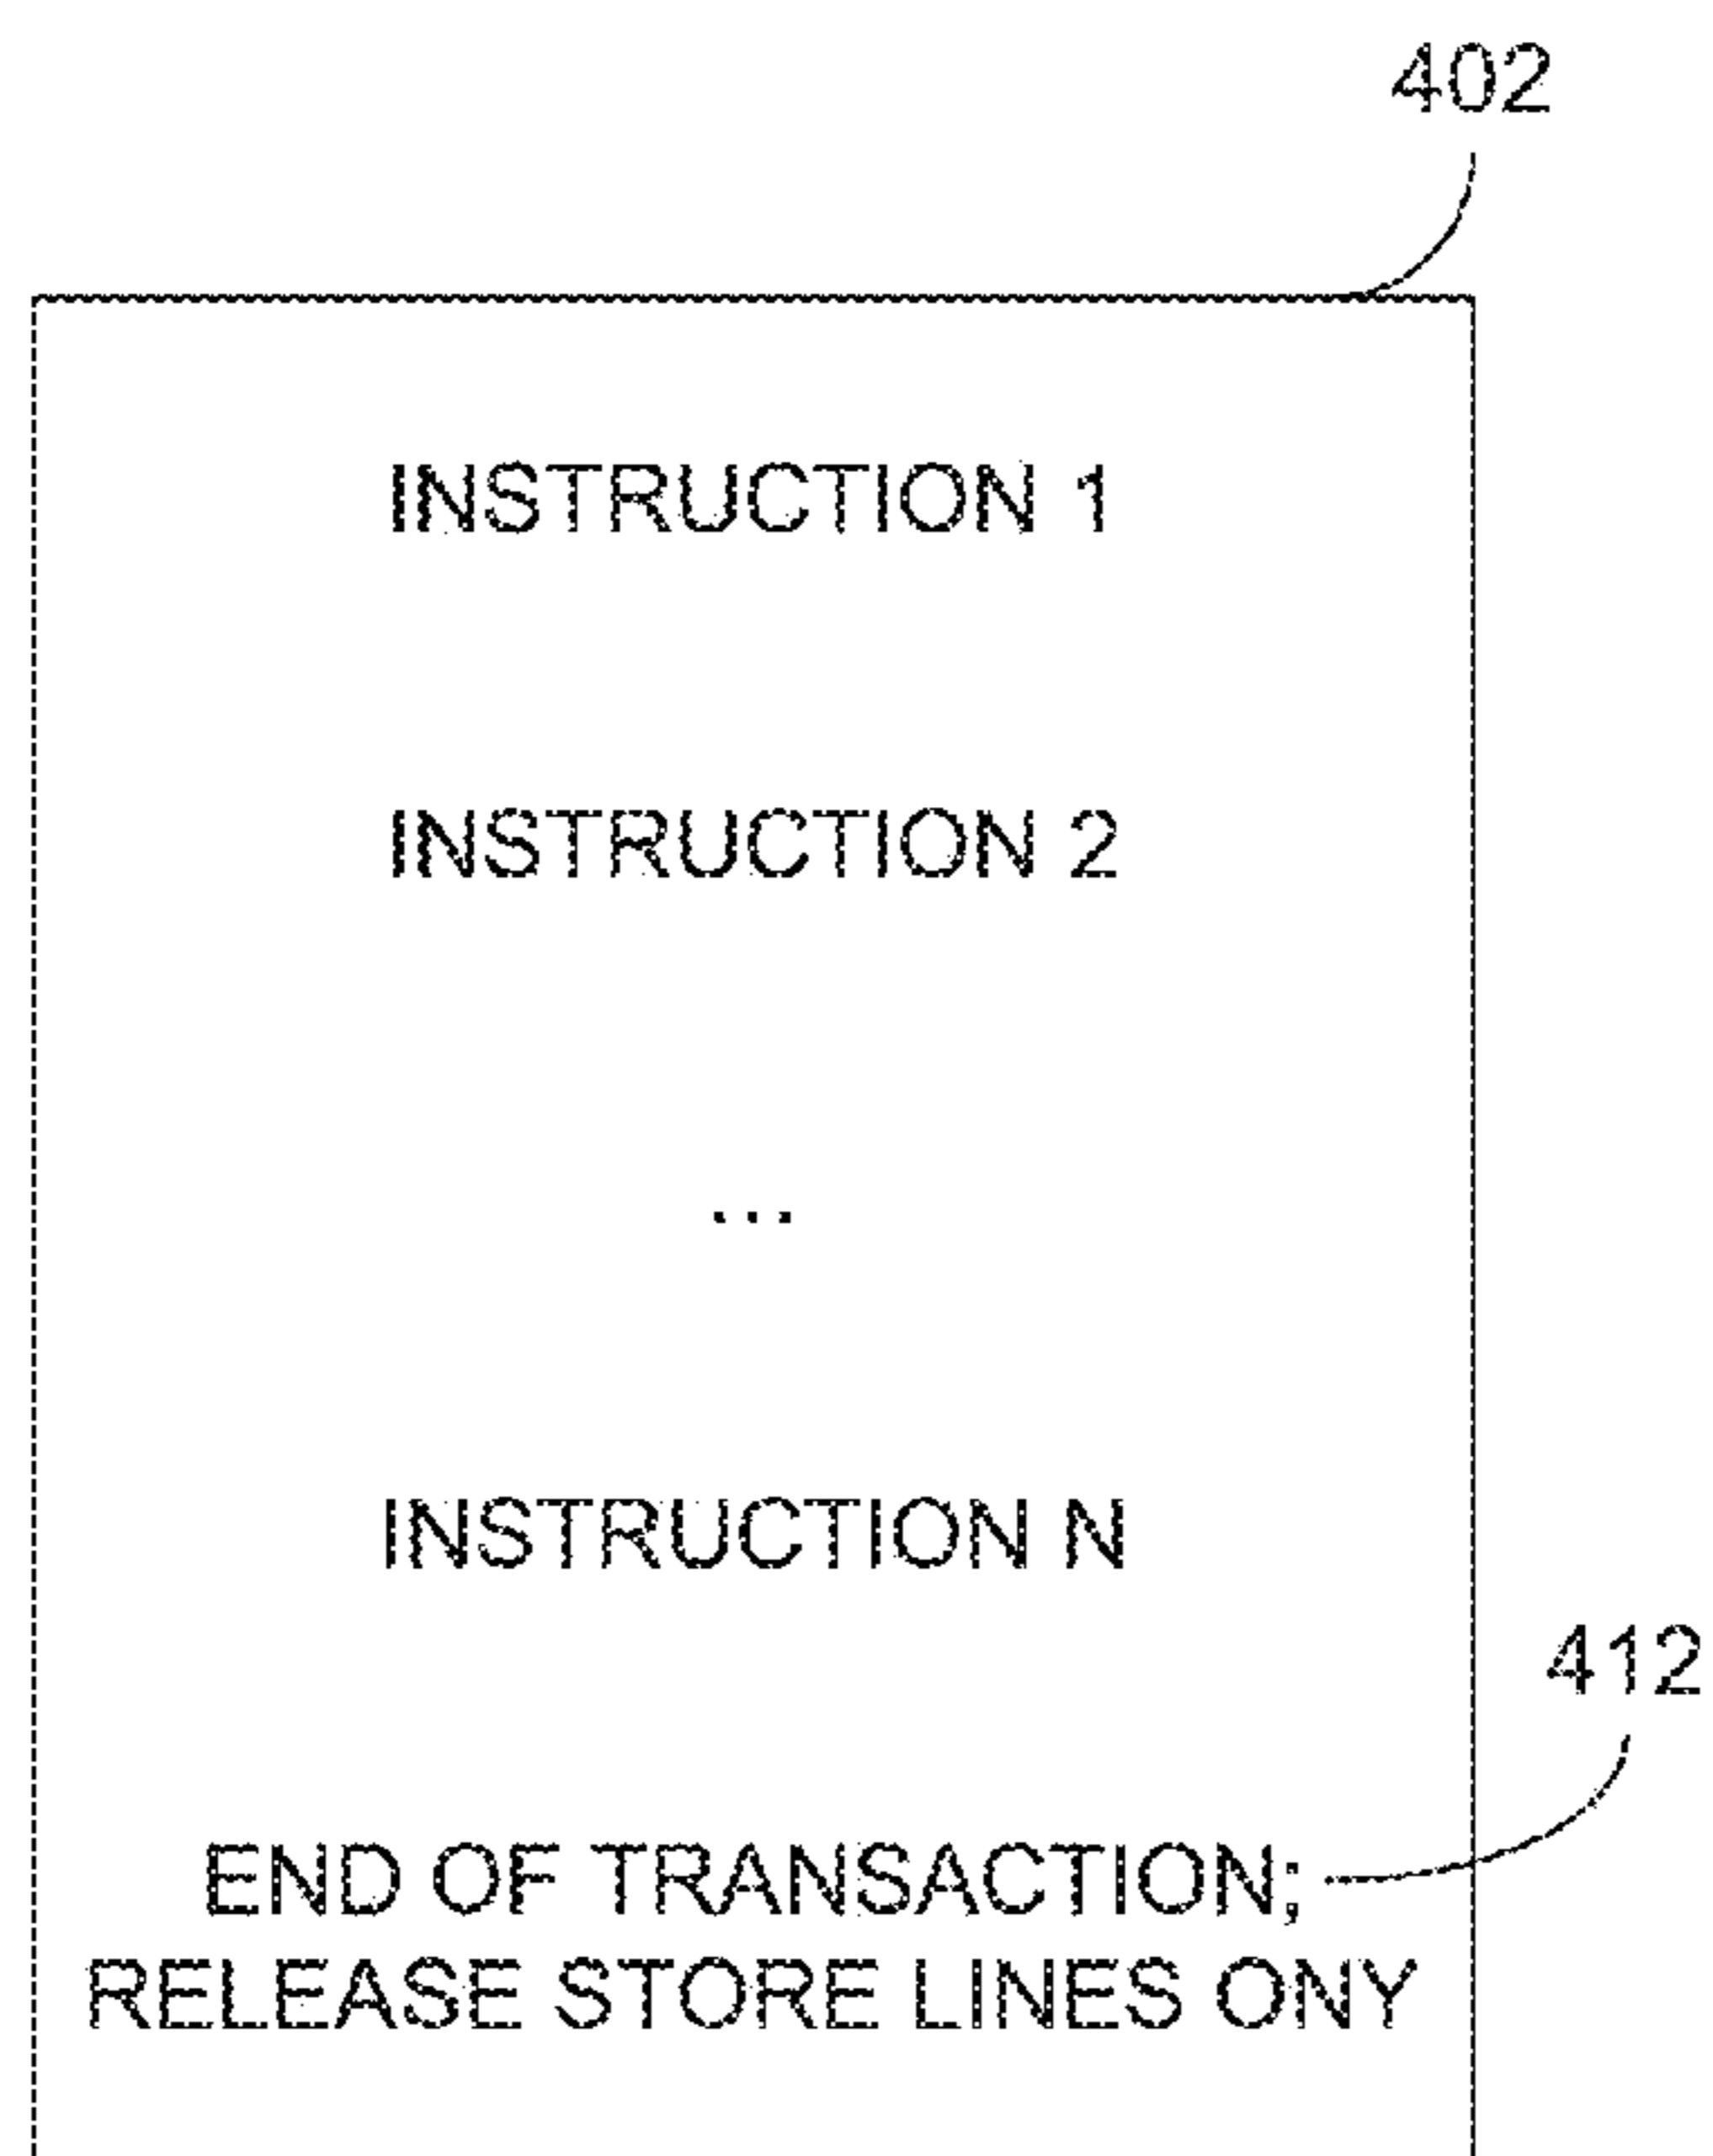 402
INSTRUCTION 1
INSTRUCTION 2
...
INSTRUCTION N
412
END OF TRANSACTION;
RELEASE STORE LINES ONY